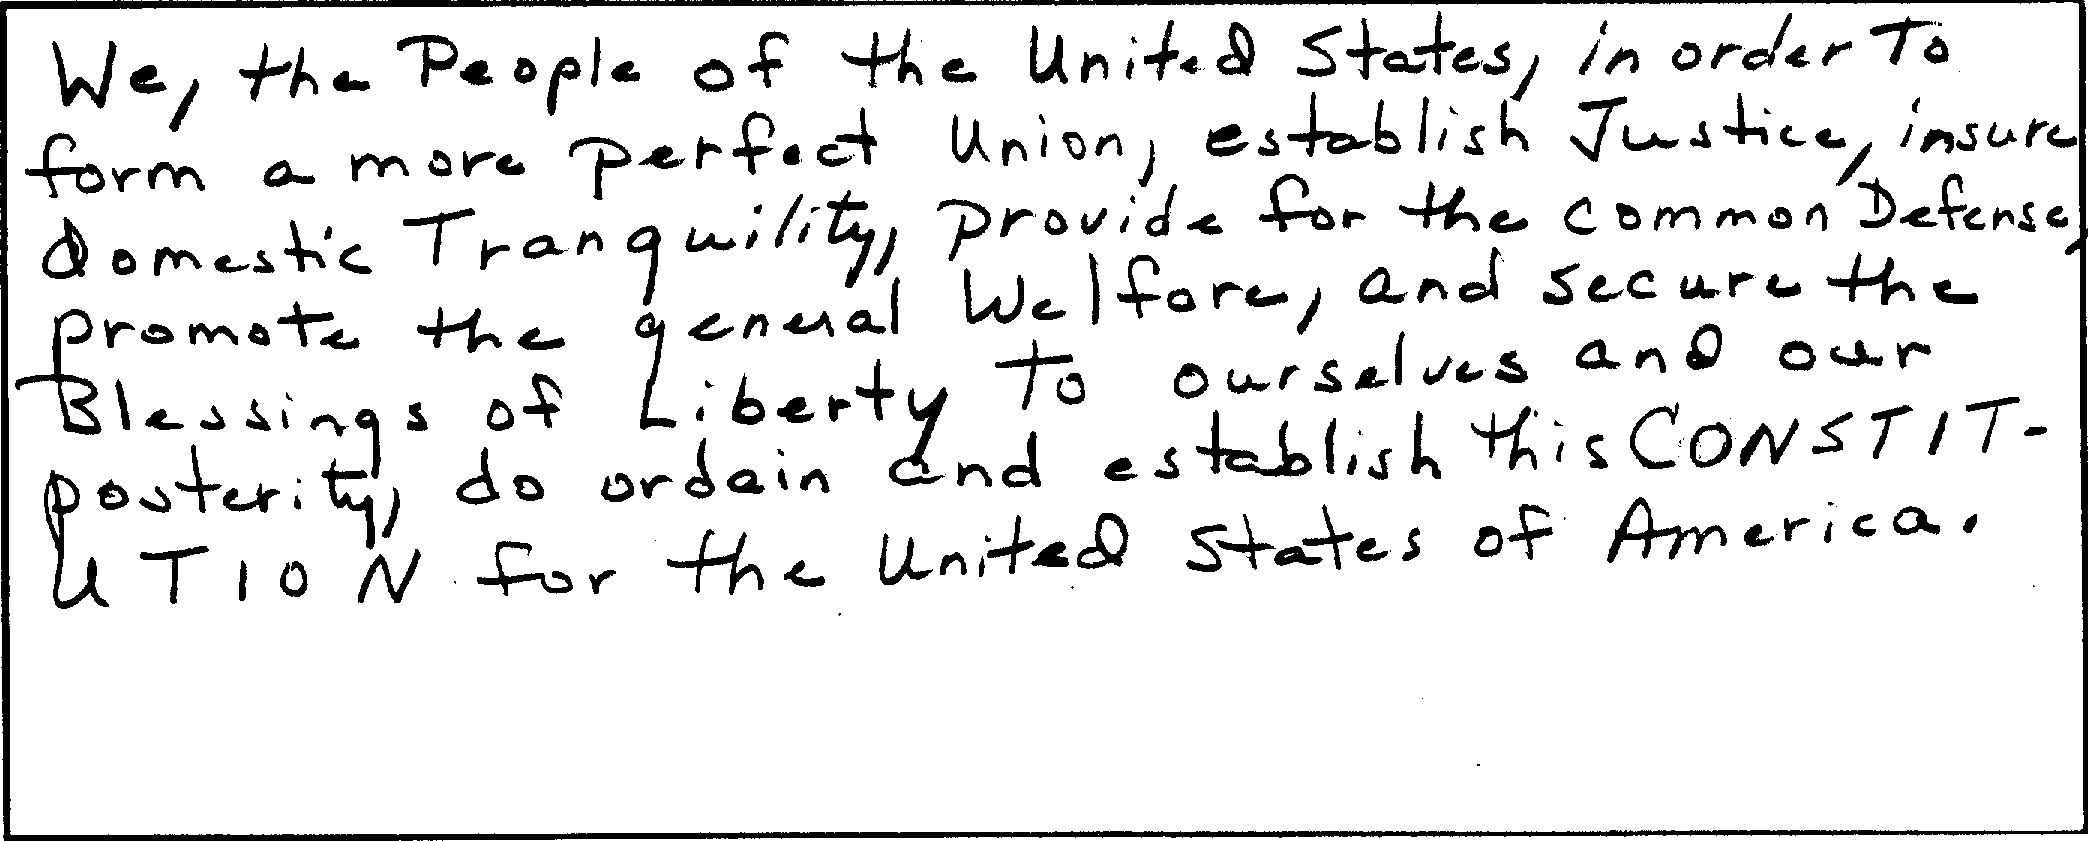 We, the People of the United States, in order to
form a more perfect Union, establish Justice, insure
domestic Tranquility, provide for the common Defense,
promote the general Welfare, and secure the
Blessings of Liberty to ourselves and our
posterity, do ordain and establish this CONSTIT-
UTION for the United States of America.